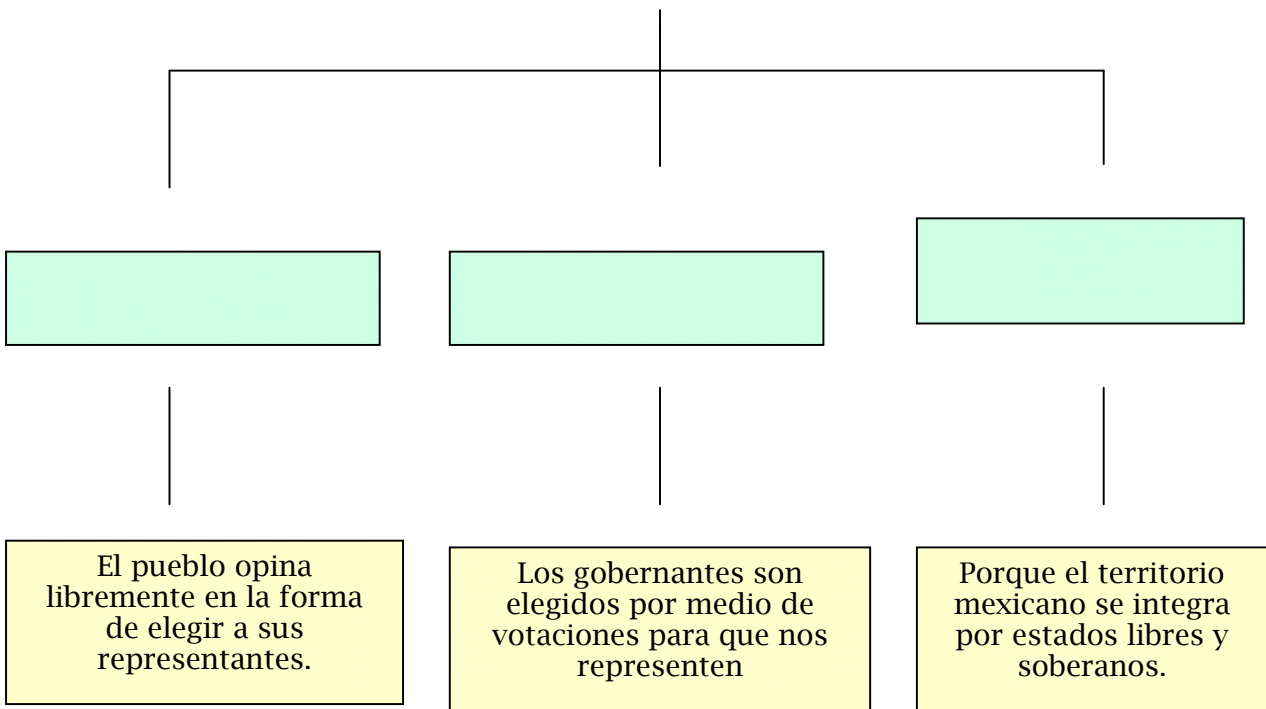 El pueblo opina
libremente en la forma
de elegir a sus
representantes.
Los gobernantes son
elegidos por medio de
votaciones para que nos
representen
Porque el territorio
mexicano se integra
por estados libres y
soberanos.